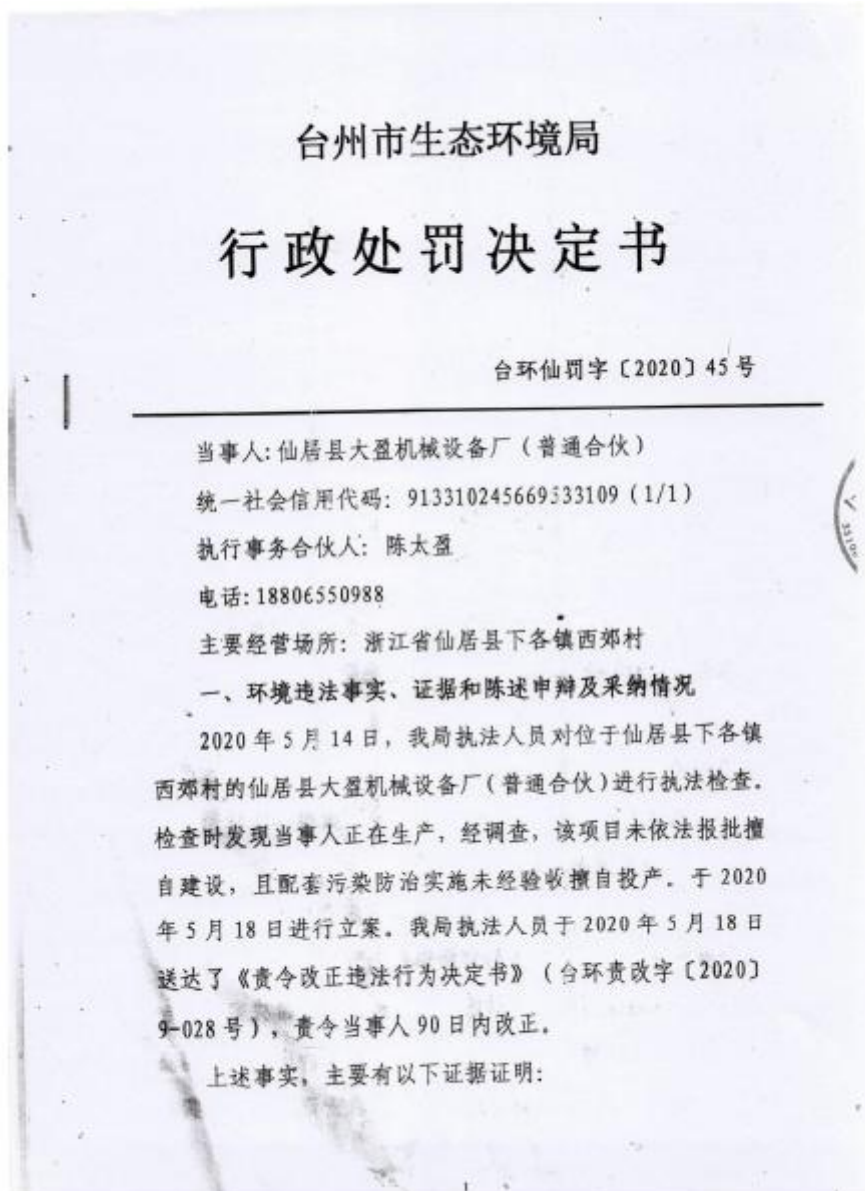 台州市生态环境局
行政处罚决定书
台环仙罚字〔2020〕45号
当事人:仙居县大盈机械设备厂(普通合伙)
统一社会信用代码: 913310245669533109 (1/1)
执行事务合伙人: 陈太盈
电话:18806550988
主要经营场所: 浙江省仙居县下各镇西郊村
一、环境违法事实、证据和陈述申辩及采纳情况
2020年5月14日，我局执法人员对位于仙居县下各镇
西郊村的仙居县大盈机械设备厂(普通合伙)进行执法检查。
检查时发现当事人正在生产，经调查，该项目未依法报批擅
自建设，且配套污染防治实施未经验收擅自投产。于2020
年5月18日进行立案。我局执法人员于2020年5月18日
送达了《责令改正违法行为决定书》(台环责改字〔2020〕
9-028号)，责令当事人90日内改正。
上述事实，主要有以下证据证明:
1